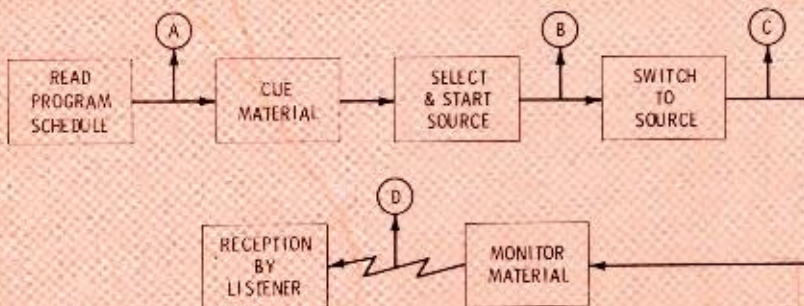 A
B
C
READ
PROGRAM
SCHEDULE
CUE
MATERIAL
SELECT
& START
SOURCE
SWITCH
TO
SOURCE
D
RECEPTION
BY
LISTENER
MONITOR
MATERIAL